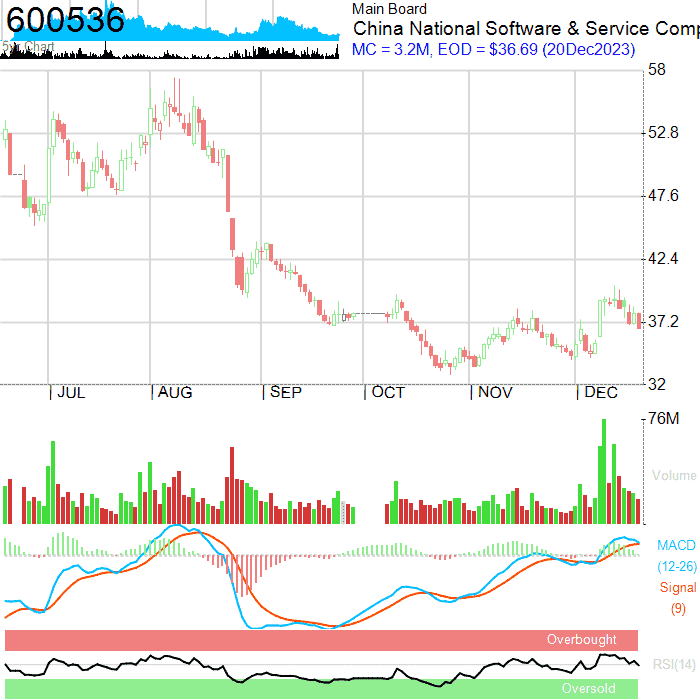 600536
5yr Chart
Main Board
China National Software & Service Comp
MC = 3.2M, EOD = $36.69 (20Dec2023)
58
52.8
47.6
42.4
37.2
32
JUL AUG SEP OCT NOV DEC
76M
Volume
MACD
(12-26)
Signal
(9)
Overbought
RSI(14)
Oversold